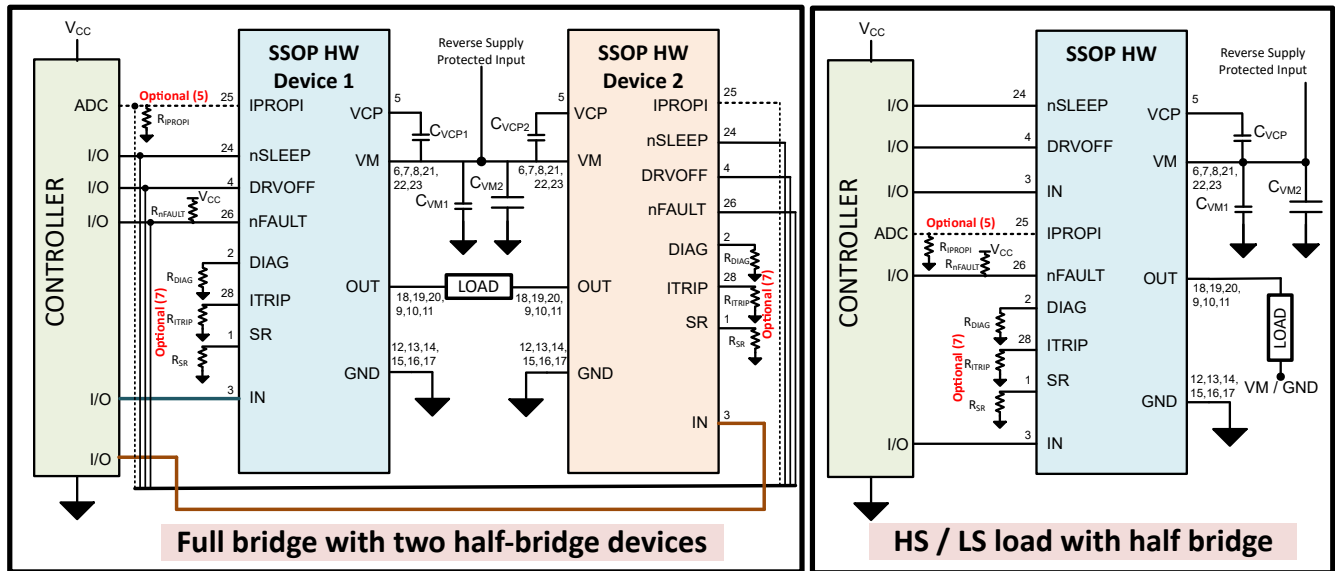 VCC
CONTROLLER
ADC
I/O
I/O
I/O
I/O
I/O
Optional (5)
RIPROPI
VCC
RnFAULT
RDIAG
RITRIP
RSR
Optional (7)
25
24
4
26
2
28
1
3
SSOP HW
Device 1
IPROPI
nSLEEP
DRVOFF
nFAULT
DIAG
ITRIP
SR
IN
VCP
VM
OUT
GND
5
6,7,8,21,
22,23
18,19,20,
9,10,11
12,13,14,
15,16,17
Reverse Supply
Protected Input
CVCP1
CVCP2
CVM1
CVM2
LOAD
5
6,7,8,21,
22,23
18,19,20,
9,10,11
12,13,14,
15,16,17
SSOP HW
Device 2
VCP
VM
OUT
GND
IPROPI
nSLEEP
DRVOFF
nFAULT
DIAG
ITRIP
SR
IN
25
24
4
26
2
28
1
3
RDIAG
RITRIP
RSR
Optional (7)
Full bridge with two half-bridge devices
VCC
CONTROLLER
I/O
I/O
I/O
ADC
I/O
I/O
Optional (5)
RIPROPI
VCC
RnFAULT
RDIAG
RITRIP
RSR
Optional (7)
24
4
3
25
26
2
28
1
3
SSOP HW
nSLEEP
DRVOFF
IN
IPROPI
nFAULT
DIAG
ITRIP
SR
IN
VCP
VM
OUT
GND
5
6,7,8,21,
22,23
18,19,20,
9,10,11
12,13,14,
15,16,17
Reverse Supply
Protected Input
CVCP
CVM1
CVM2
LOAD
VM / GND
HS / LS load with half bridge